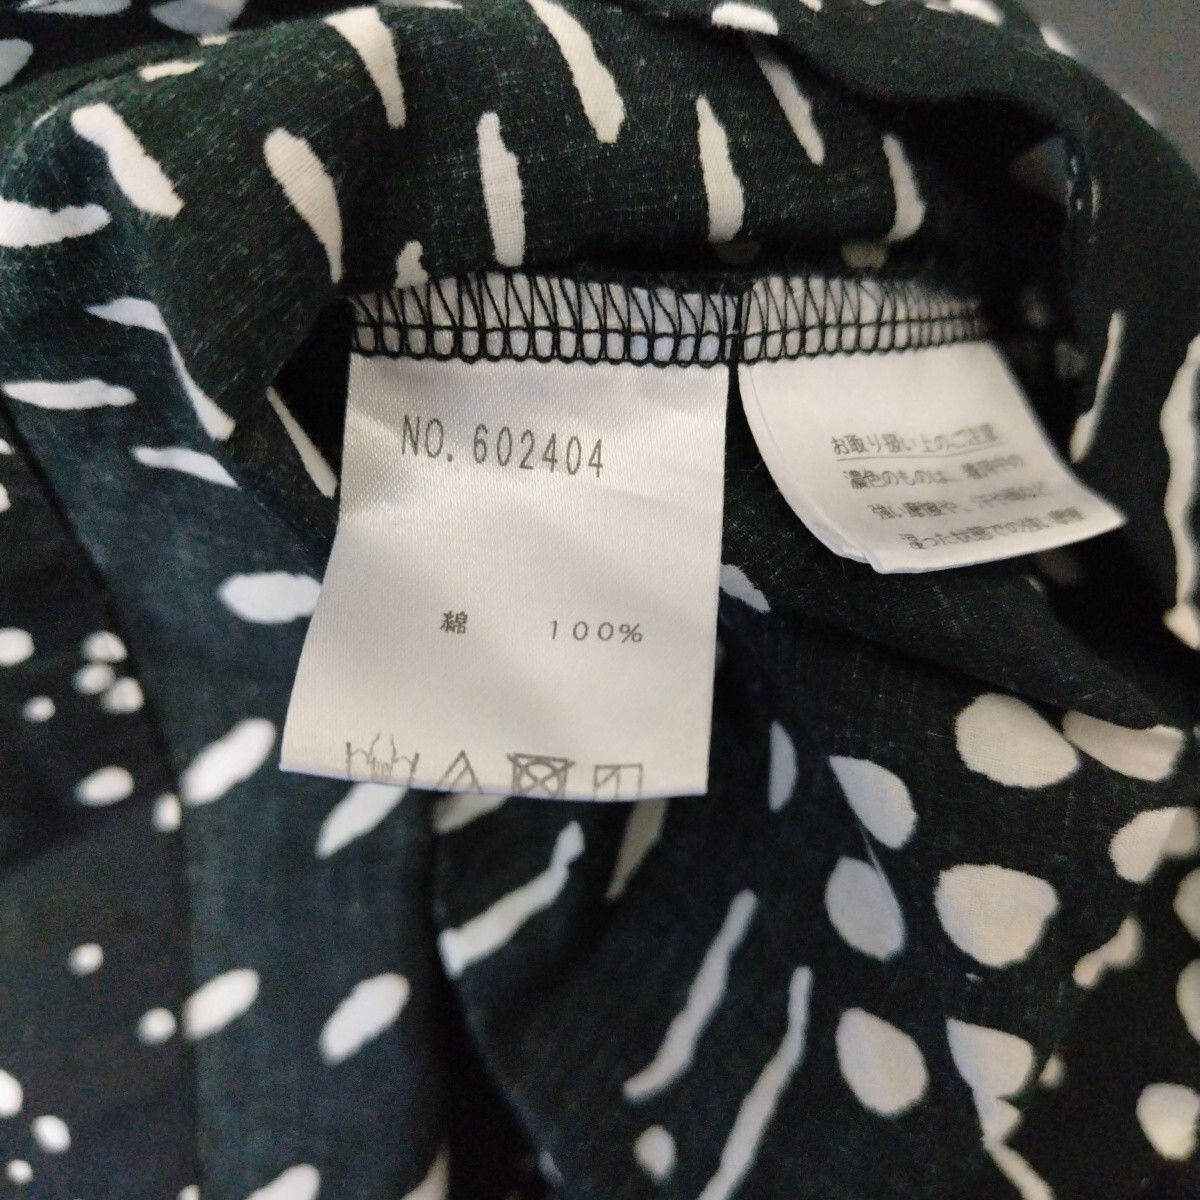 NO. 602404
綿 100%
お取り扱い上のご注意
濃色のものは、着用中の
強い摩擦や、汗や雨などで
湿った状態での強い摩擦